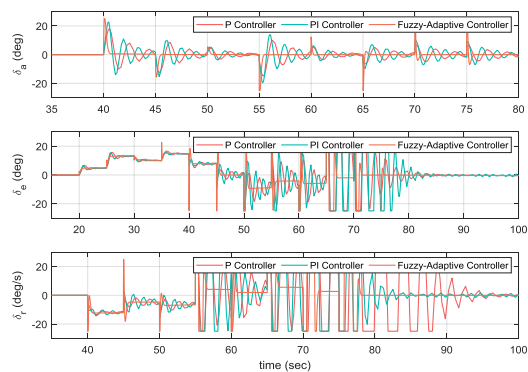 P Controller PI Controller Fuzzy-Adaptive Controller
20
0
-20
δa (deg)
35 40 45 50 55 60 65 70 75 80
P Controller PI Controller Fuzzy-Adaptive Controller
20
0
-20
δe (deg)
20 30 40 50 60 70 80 90 100
P Controller PI Controller Fuzzy-Adaptive Controller
20
0
-20
δr (deg/s)
40 50 60 70 80 90 100
time (sec)